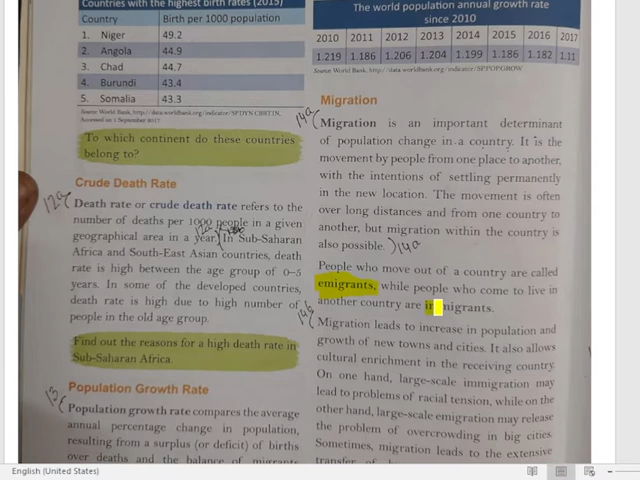 Countries with the highest birth rates (2015)
Country Birth per 1000 population
1. Niger 49.2
2. Angola 44.9
3. Chad 44.7
4. Burundi 43.4
5. Somalia 43.3
Source World Bank, http://data.worldbank.org/indicator/SP.DYN.CBRT.IN,
Accessed on 1 September 2017
To which continent do these countries
belong to?
Crude Death Rate
12a
Death rate or crude death rate refers to the
number of deaths per 1000 people in a given
geographical area in a year. In Sub-Saharan
12a
Africa and South-East Asian countries, death
rate is high between the age group of 0–5
years. In some of the developed countries,
death rate is high due to high number of
people in the old age group.
Find out the reasons for a high death rate in
Sub-Saharan Africa.
Population Growth Rate
13
Population growth rate compares the average
annual percentage change in population,
resulting from a surplus (or deficit) of births
over deaths and the balance of migrants
The world population annual growth rate
since 2010
2010 2011 2012 2013 2014 2015 2016 2017
1.219 1.186 1.206 1.204 1.199 1.186 1.182 1.11
Source World Bank, http://data.worldbank.org/indicator/SP.POP.GROW
Migration
14a
Migration is an important determinant
of population change in a country. It is the
movement by people from one place to another,
with the intentions of settling permanently
in the new location. The movement is often
over long distances and from one country to
another, but migration within the country is
also possible. 14a
People who move out of a country are called
emigrants, while people who come to live in
another country are immigrants.
Migration leads to increase in population and
growth of new towns and cities. It also allows
cultural enrichment in the receiving country.
On one hand, large-scale immigration may
lead to problems of racial tension, while on the
other hand, large-scale emigration may release
the problem of overcrowding in big cities.
Sometimes, migration leads to the extensive
transfer of
English (United States)